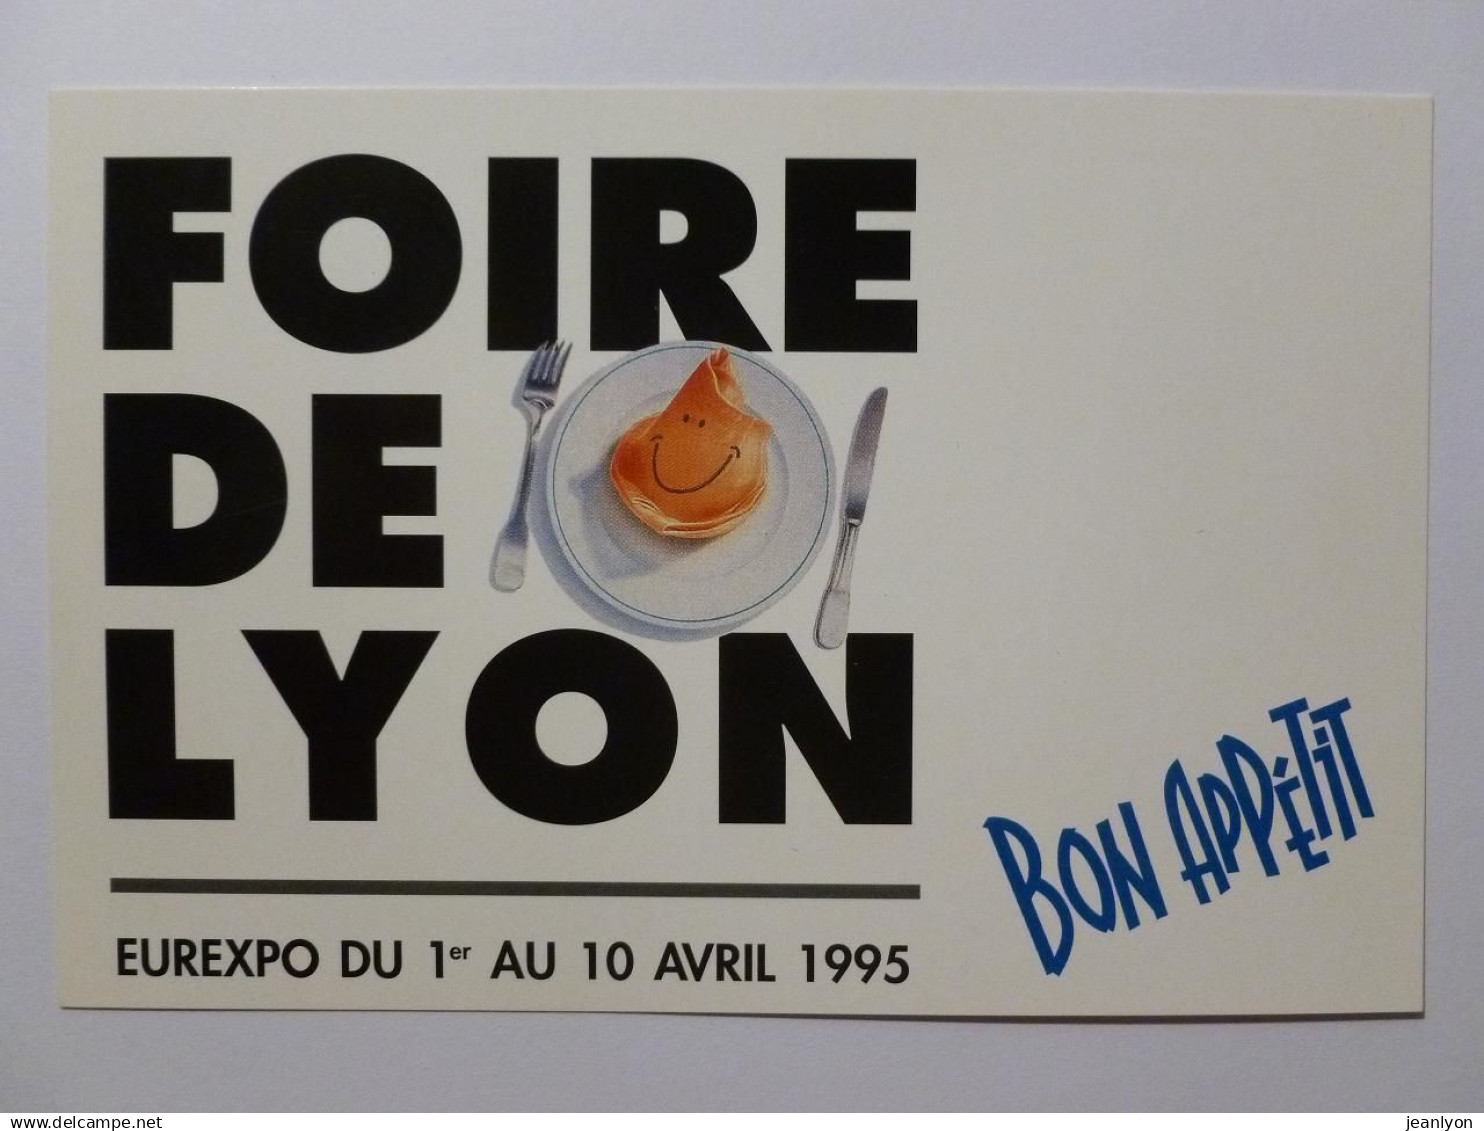 FOIRE
DE
LYON
EUREXPO DU 1er AU 10 AVRIL 1995
BON APPÉTIT
www.delcampe.net
jeanlyon